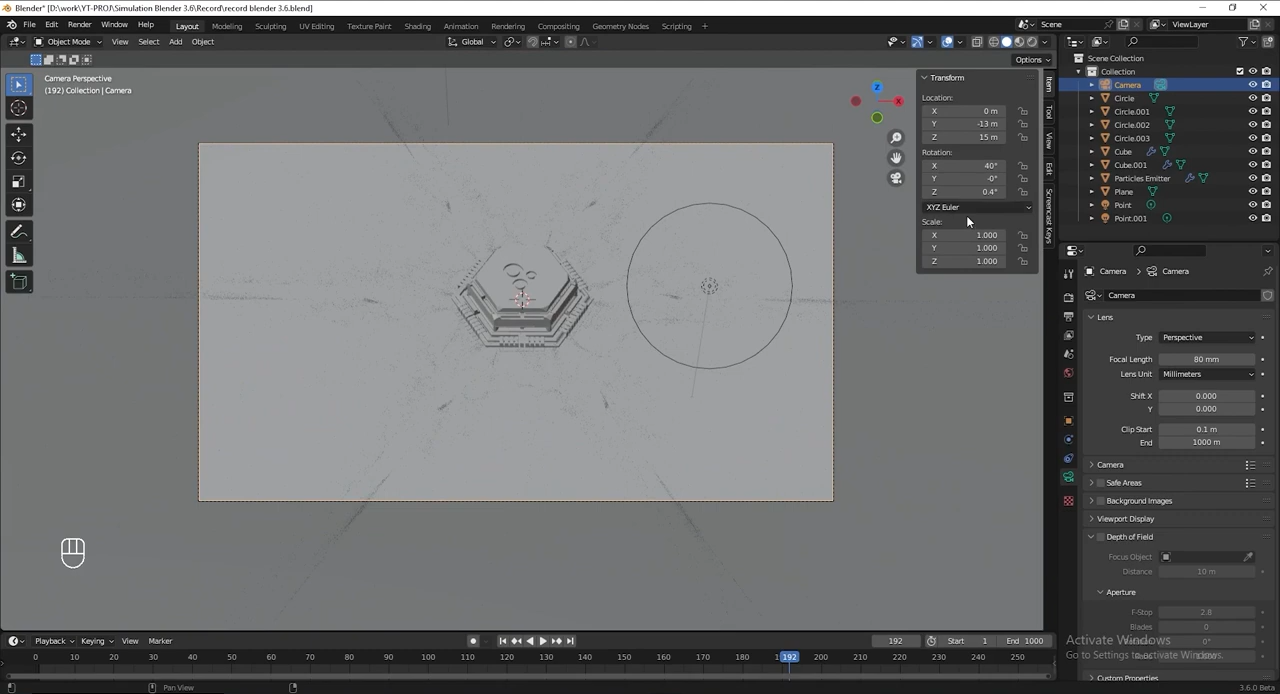 Blender* [D:\work\YT-PROJ\Simulation Blender 3.6\Record\record blender 3.6.blend]
File Edit Render Window Help Layout Modeling Sculpting UV Editing Texture Paint Shading Animation Rendering Compositing Geometry Nodes Scripting + Scene ViewLayer
Object Mode View Select Add Object Global
Options
Camera Perspective
(192) Collection | Camera
Z
X
Transform
Location:
X 0 m
Y -13 m
Z 15 m
Rotation:
X 40°
Y -0°
Z 0.4°
XYZ Euler
Scale:
X 1.000
Y 1.000
Z 1.000
Item
Tool
View
Edit
Screencast Keys
Scene Collection
Collection
Camera
Circle
Circle.001
Circle.002
Circle.003
Cube
Cube.001
Particles Emitter
Plane
Point
Point.001
Camera > Camera
Camera
Lens
Type Perspective
Focal Length 80 mm
Lens Unit Millimeters
Shift X 0.000
Y 0.000
Clip Start 0.1 m
End 1000 m
Camera
Safe Areas
Background Images
Viewport Display
Depth of Field
Focus Object
Distance 10 m
Aperture
F-Stop 2.8
Blades 0
Activate Windows
Go to Settings to activate Windows.
Custom Properties
Playback Keying View Marker 192 Start 1 End 1000
0 10 20 30 40 50 60 70 80 90 100 110 120 130 140 150 160 170 180 192 200 210 220 230 240 250
Pan View 3.6.0 Beta